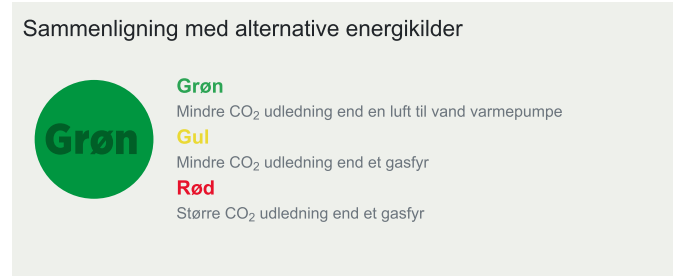 Sammenligning med alternative energikilder
Grøn
Grøn
Mindre CO2 udledning end en luft til vand varmepumpe
Gul
Mindre CO2 udledning end et gasfyr
Rød
Større CO2 udledning end et gasfyr